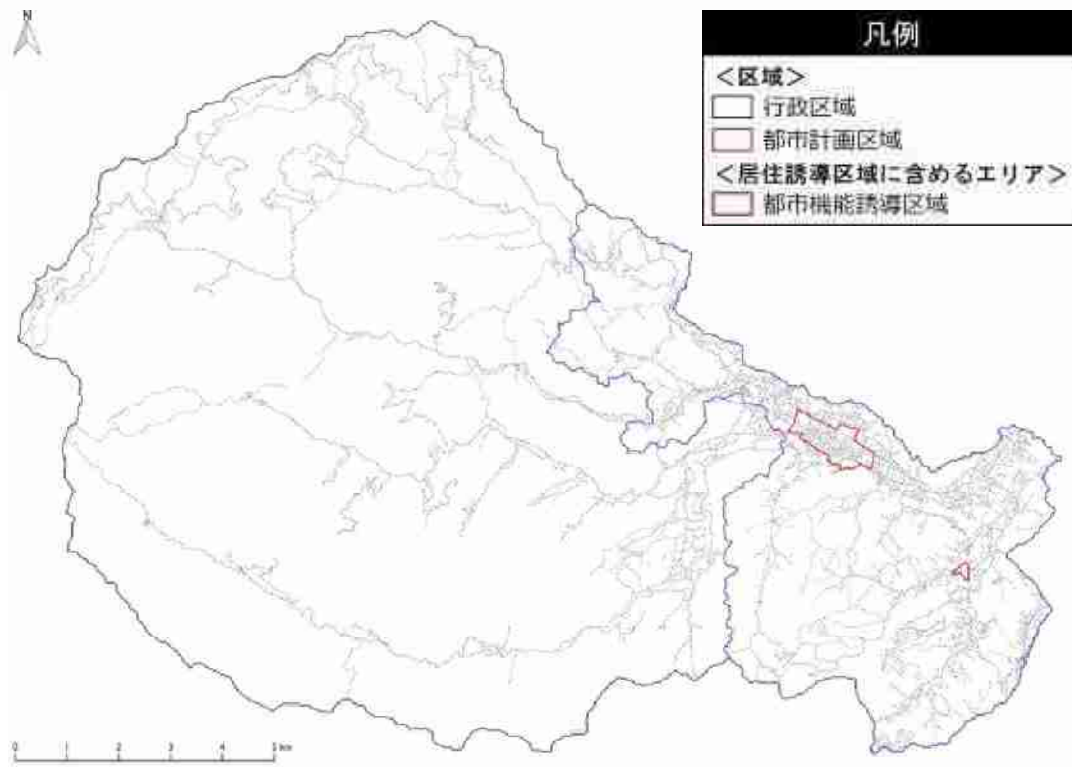 N
凡例
<区域>
行政区域
都市計画区域
<居住誘導区域に含めるエリア>
都市機能誘導区域
0 1 2 3 4 5 km